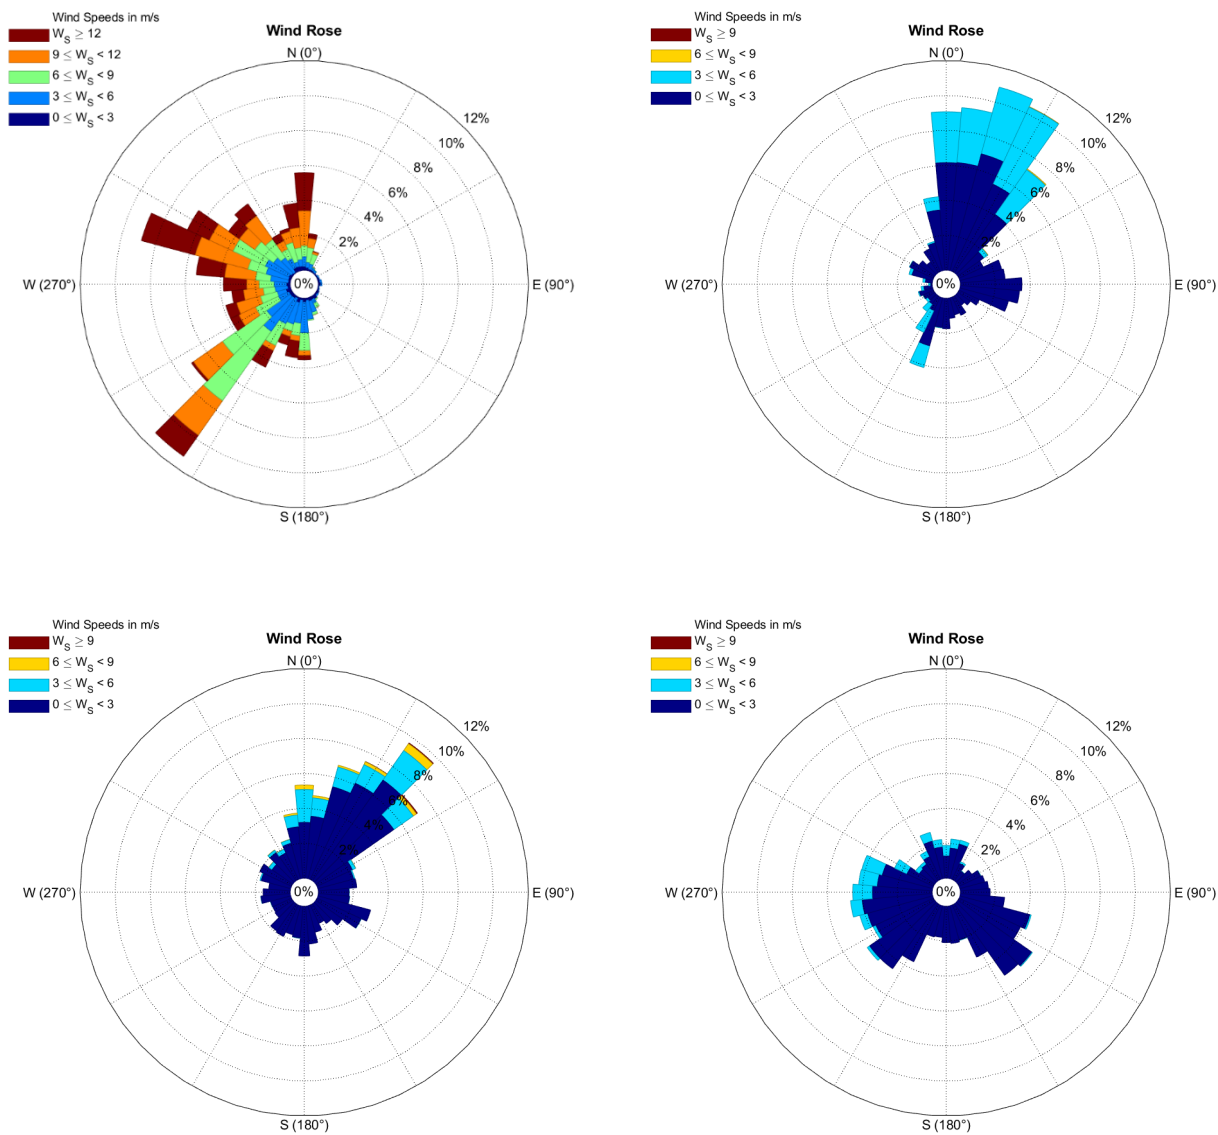 Wind Speeds in m/s
W_S ≥ 12
9 ≤ W_S < 12
6 ≤ W_S < 9
3 ≤ W_S < 6
0 ≤ W_S < 3
Wind Rose
N (0°)
12%
10%
8%
6%
4%
2%
0%
W (270°)
E (90°)
S (180°)
Wind Speeds in m/s
W_S ≥ 9
6 ≤ W_S < 9
3 ≤ W_S < 6
0 ≤ W_S < 3
Wind Rose
N (0°)
12%
10%
8%
6%
4%
2%
0%
W (270°)
E (90°)
S (180°)
Wind Speeds in m/s
W_S ≥ 9
6 ≤ W_S < 9
3 ≤ W_S < 6
0 ≤ W_S < 3
Wind Rose
N (0°)
12%
10%
8%
6%
4%
2%
0%
W (270°)
E (90°)
S (180°)
Wind Speeds in m/s
W_S ≥ 9
6 ≤ W_S < 9
3 ≤ W_S < 6
0 ≤ W_S < 3
Wind Rose
N (0°)
12%
10%
8%
6%
4%
2%
0%
W (270°)
E (90°)
S (180°)